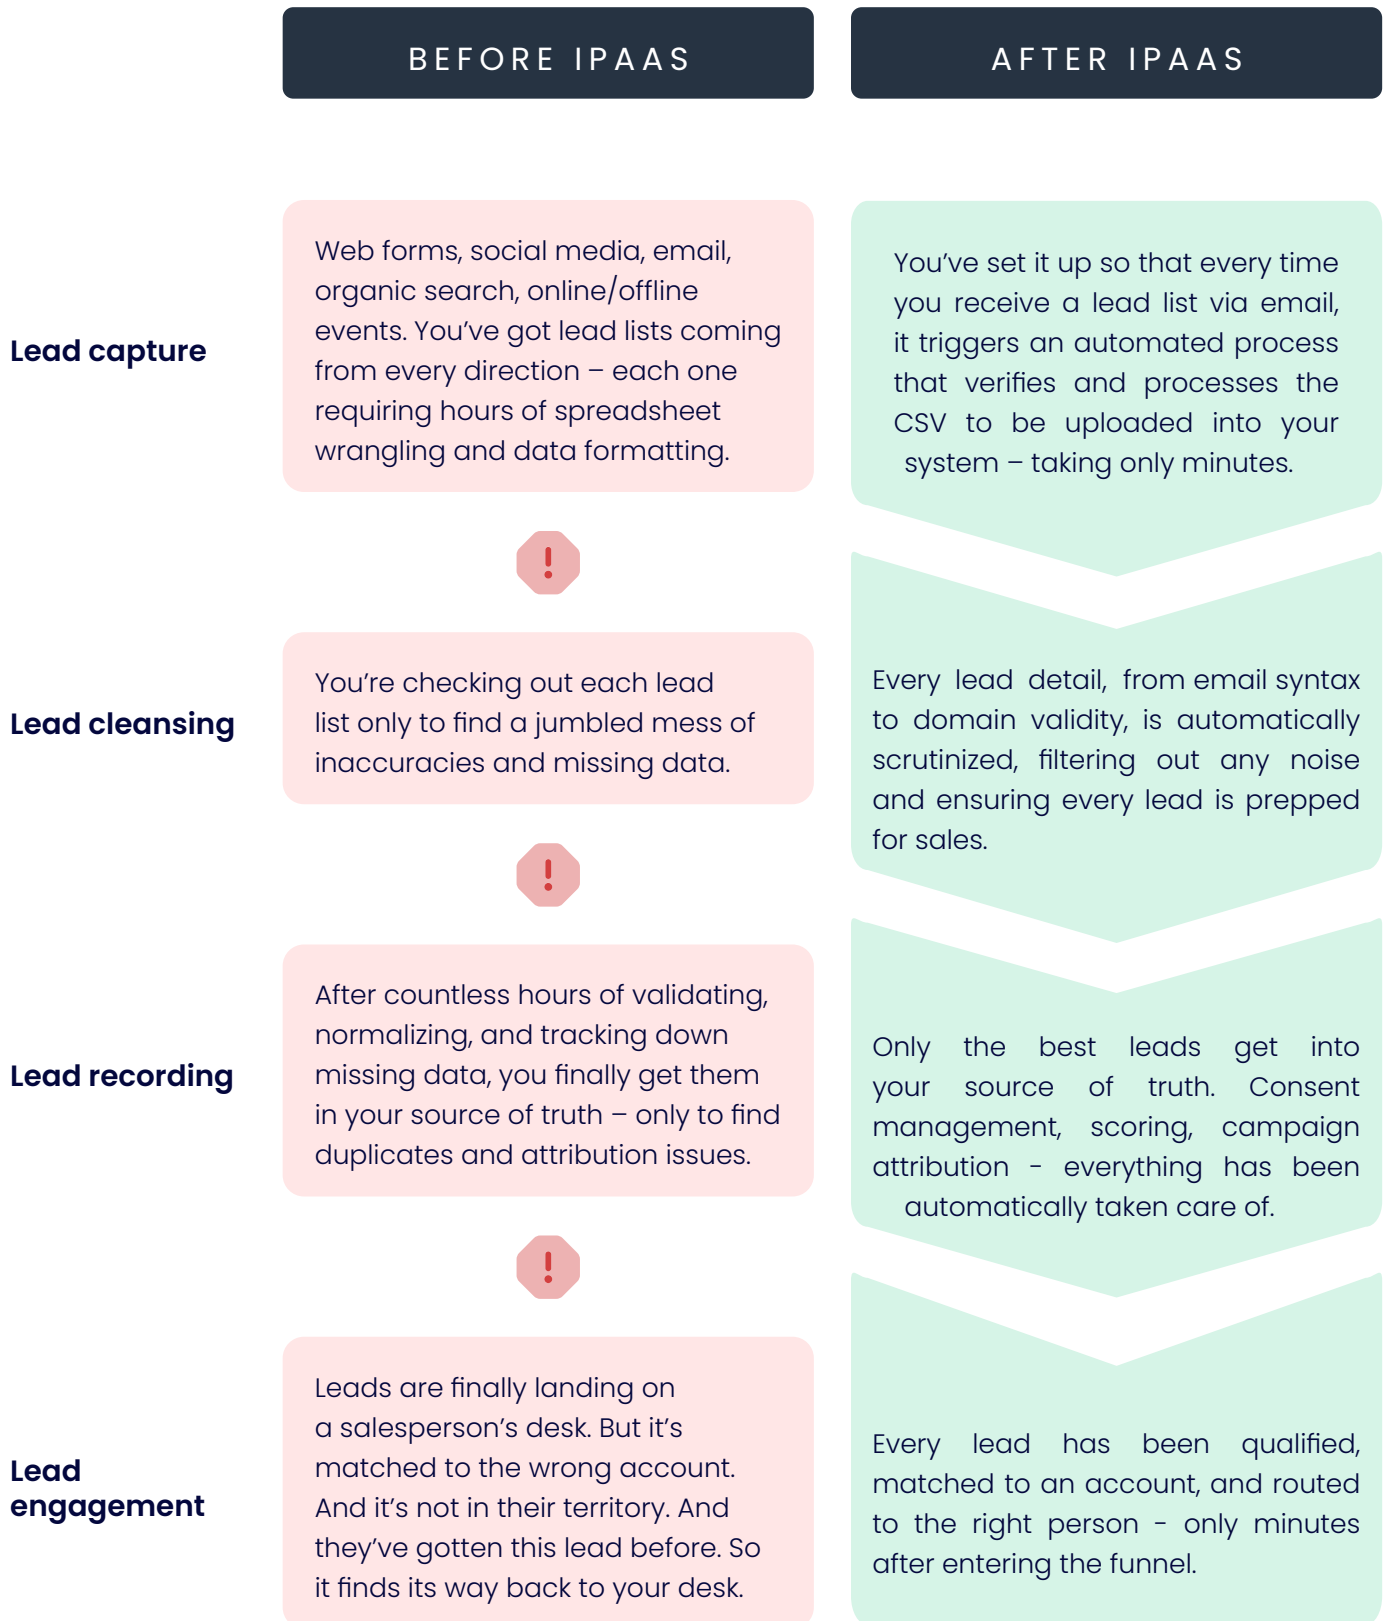 BEFORE IPAAS
AFTER IPAAS
Lead capture
Web forms, social media, email,
organic search, online/offline
events. You’ve got lead lists coming
from every direction – each one
requiring hours of spreadsheet
wrangling and data formatting.
You’ve set it up so that every time
you receive a lead list via email,
it triggers an automated process
that verifies and processes the
CSV to be uploaded into your
system – taking only minutes.
!
Lead cleansing
You’re checking out each lead
list only to find a jumbled mess of
inaccuracies and missing data.
Every lead detail, from email syntax
to domain validity, is automatically
scrutinized, filtering out any noise
and ensuring every lead is prepped
for sales.
!
Lead recording
After countless hours of validating,
normalizing, and tracking down
missing data, you finally get them
in your source of truth – only to find
duplicates and attribution issues.
Only the best leads get into
your source of truth. Consent
management, scoring, campaign
attribution - everything has been
automatically taken care of.
!
Lead
engagement
Leads are finally landing on
a salesperson’s desk. But it’s
matched to the wrong account.
And it’s not in their territory. And
they’ve gotten this lead before. So
it finds its way back to your desk.
Every lead has been qualified,
matched to an account, and routed
to the right person - only minutes
after entering the funnel.